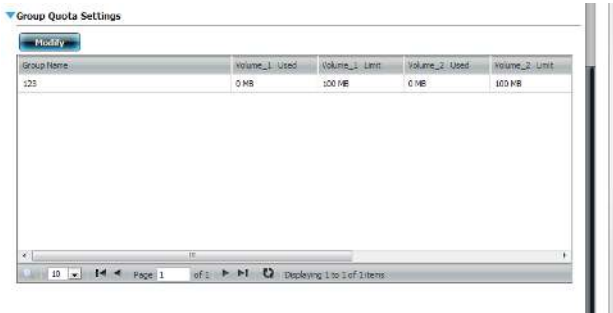 Group Quota Settings
Modify
Group Name Volume_1 Used Volume_1 Limit Volume_2 Used Volume_2 Limit
123 0 MB 100 MB 0 MB 100 MB
10 Page 1 of 1 Displaying 1 to 1 of 1 items